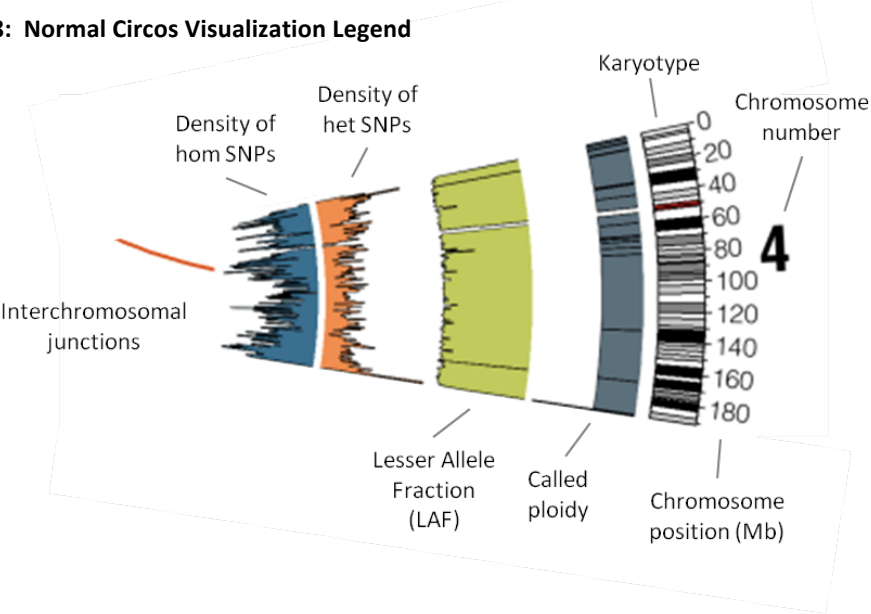 3: Normal Circos Visualization Legend
Karyotype
Density of
het SNPs
Chromosome
number
Density of
hom SNPs
0
20
40
60
80
100
120
140
160
180
4
Interchromosomal
junctions
Lesser Allele
Fraction
(LAF)
Called
ploidy
Chromosome
position (Mb)